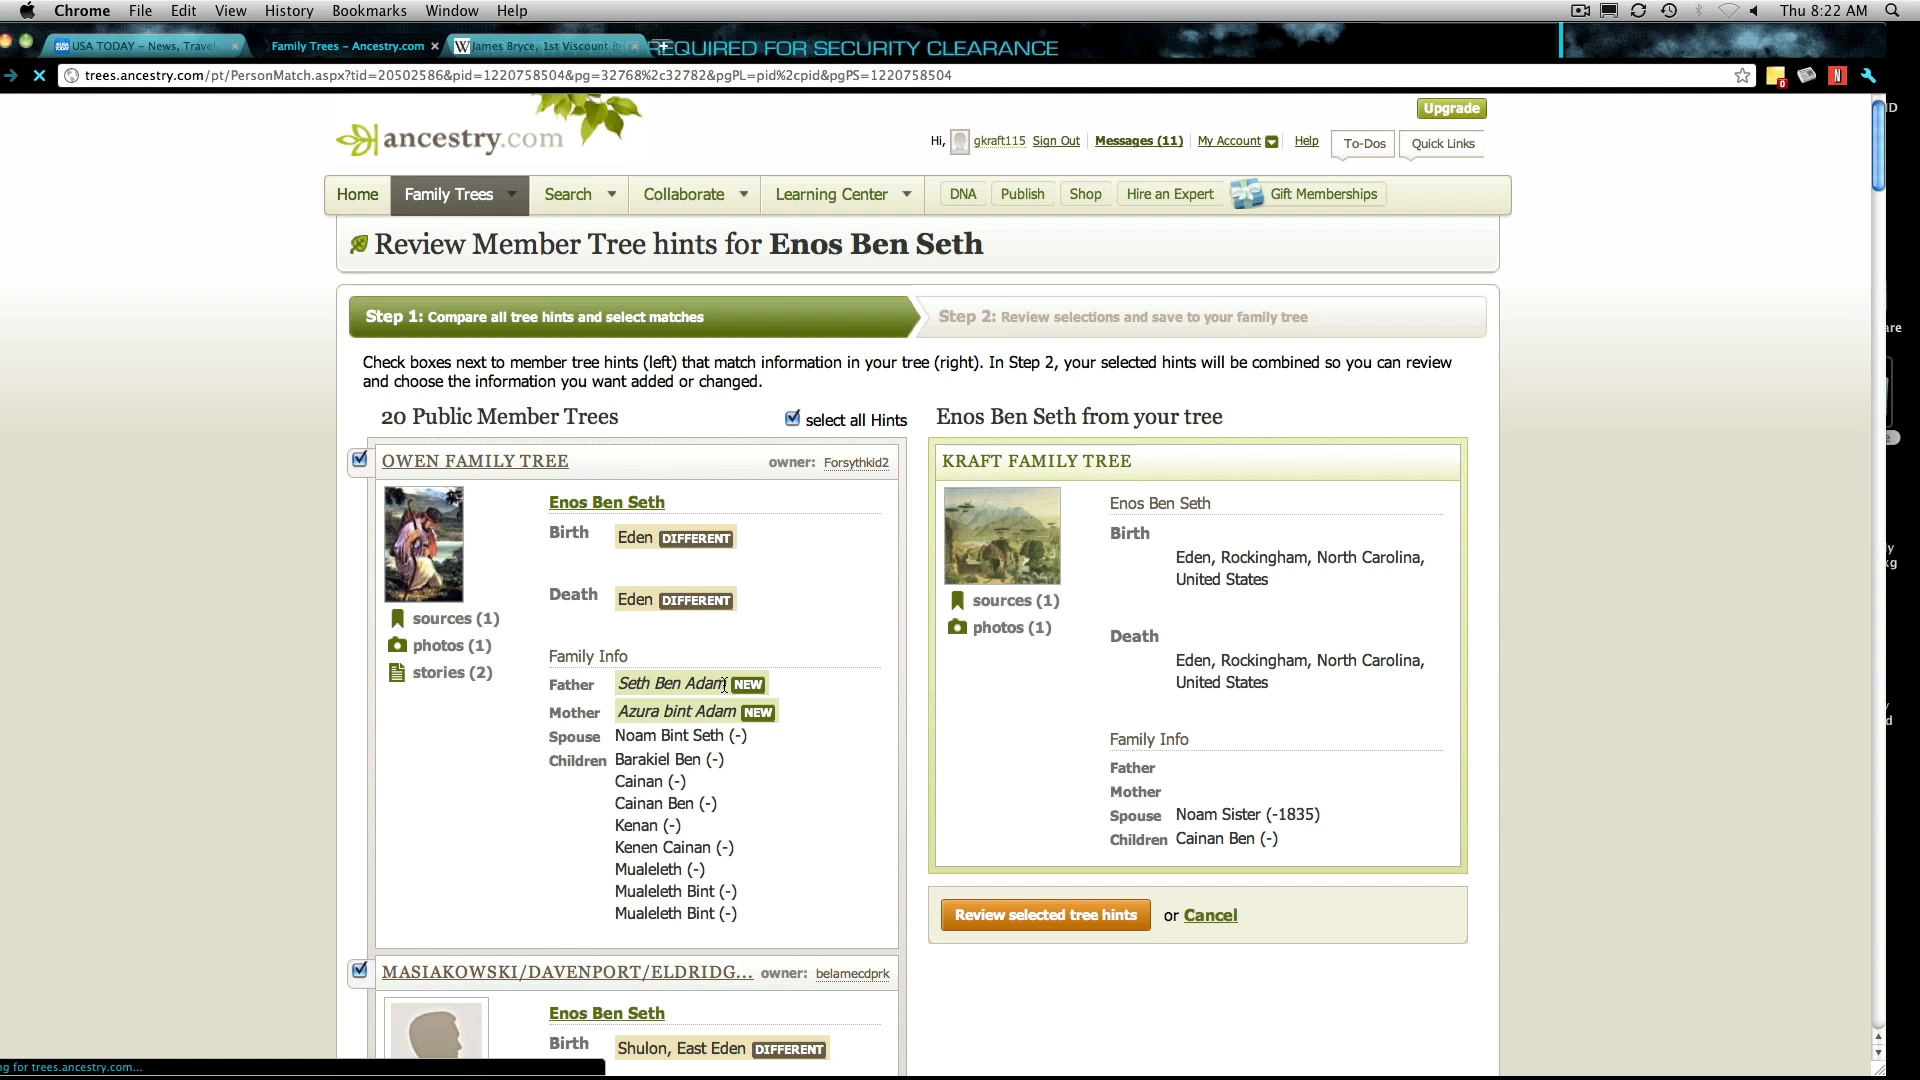 Chrome File Edit View History Bookmarks Window Help Thu 8:22 AM
USA TODAY – News, Travel Family Trees – Ancestry.com W James Bryce, 1st Viscount B REQUIRED FOR SECURITY CLEARANCE
trees.ancestry.com/pt/PersonMatch.aspx?tid=20502586&pid=1220758504&pg=32768%2c32782&pgPL=pid%2cpid&pgPS=1220758504 0 N
Upgrade
ancestry.com
Hi, gkraft115 Sign Out Messages (11) My Account Help To-Dos Quick Links
Home Family Trees Search Collaborate Learning Center DNA Publish Shop Hire an Expert Gift Memberships
Review Member Tree hints for Enos Ben Seth
Step 1: Compare all tree hints and select matches Step 2: Review selections and save to your family tree
Check boxes next to member tree hints (left) that match information in your tree (right). In Step 2, your selected hints will be combined so you can review
and choose the information you want added or changed.
20 Public Member Trees select all Hints
OWEN FAMILY TREE owner: Forsythkid2
Enos Ben Seth
Birth Eden DIFFERENT
Death Eden DIFFERENT
sources (1)
photos (1)
stories (2)
Family Info
Father Seth Ben Adam NEW
Mother Azura bint Adam NEW
Spouse Noam Bint Seth (-)
Children Barakiel Ben (-)
Cainan (-)
Cainan Ben (-)
Kenan (-)
Kenen Cainan (-)
Mualeleth (-)
Mualeleth Bint (-)
Mualeleth Bint (-)
MASIAKOWSKI/DAVENPORT/ELDRIDG... owner: belamecdprk
Enos Ben Seth
Birth Shulon, East Eden DIFFERENT
Enos Ben Seth from your tree
KRAFT FAMILY TREE
Enos Ben Seth
Birth
Eden, Rockingham, North Carolina,
United States
sources (1)
photos (1)
Death
Eden, Rockingham, North Carolina,
United States
Family Info
Father
Mother
Spouse Noam Sister (-1835)
Children Cainan Ben (-)
Review selected tree hints or Cancel
ng for trees.ancestry.com...